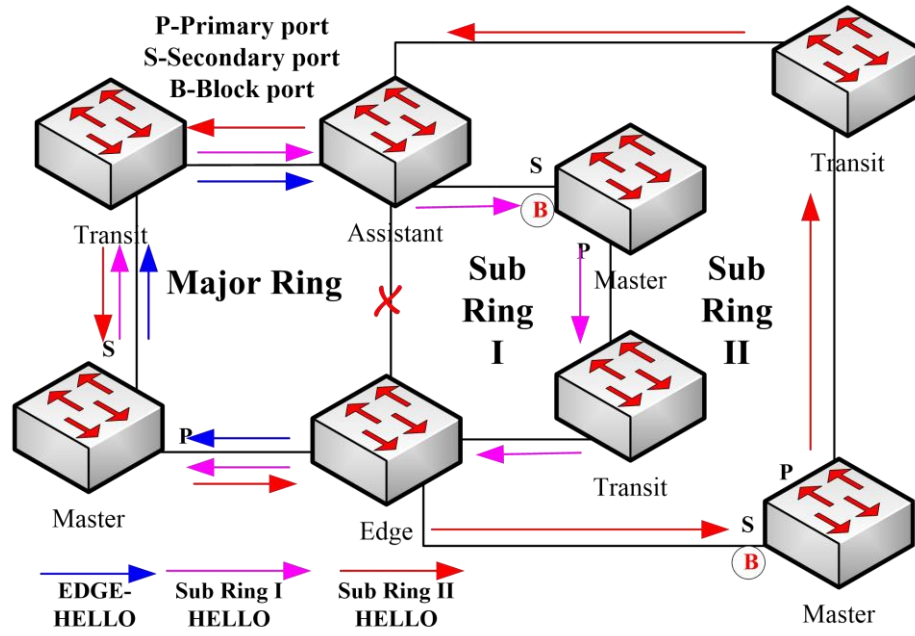 P-Primary port
S-Secondary port
B-Block port
Transit
Assistant
S
B
P
Master
Transit
Major Ring
Sub
Ring
I
Sub
Ring
II
S
P
Master
Edge
Transit
P
S
B
Master
EDGE-
HELLO
Sub Ring I
HELLO
Sub Ring II
HELLO